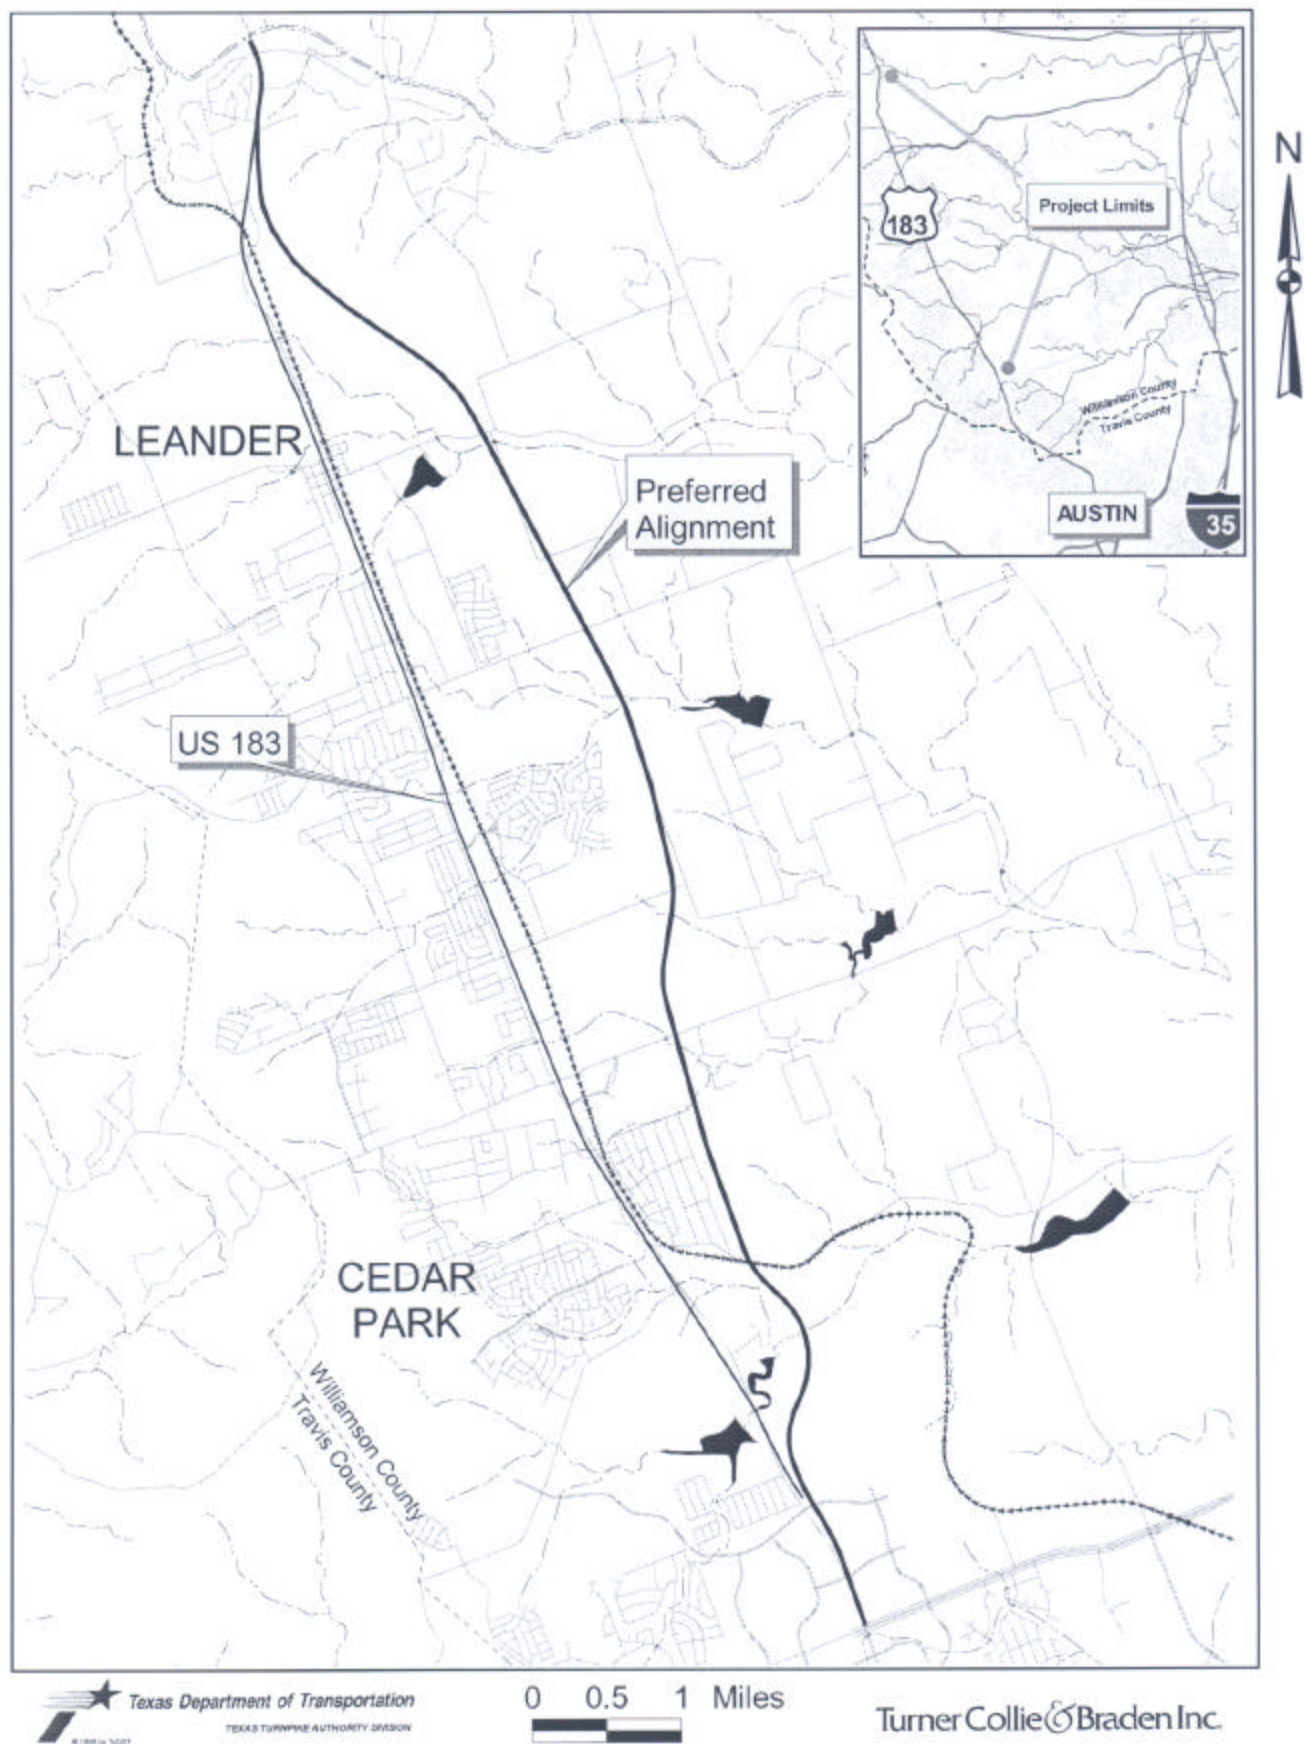 N
183
Project Limits
Williamson County
Travis County
AUSTIN
35
LEANDER
Preferred
Alignment
US 183
CEDAR
PARK
Williamson County
Travis County
Texas Department of Transportation
TEXAS TURNPIKE AUTHORITY DIVISION
0 0.5 1 Miles
Turner Collie & Braden Inc.